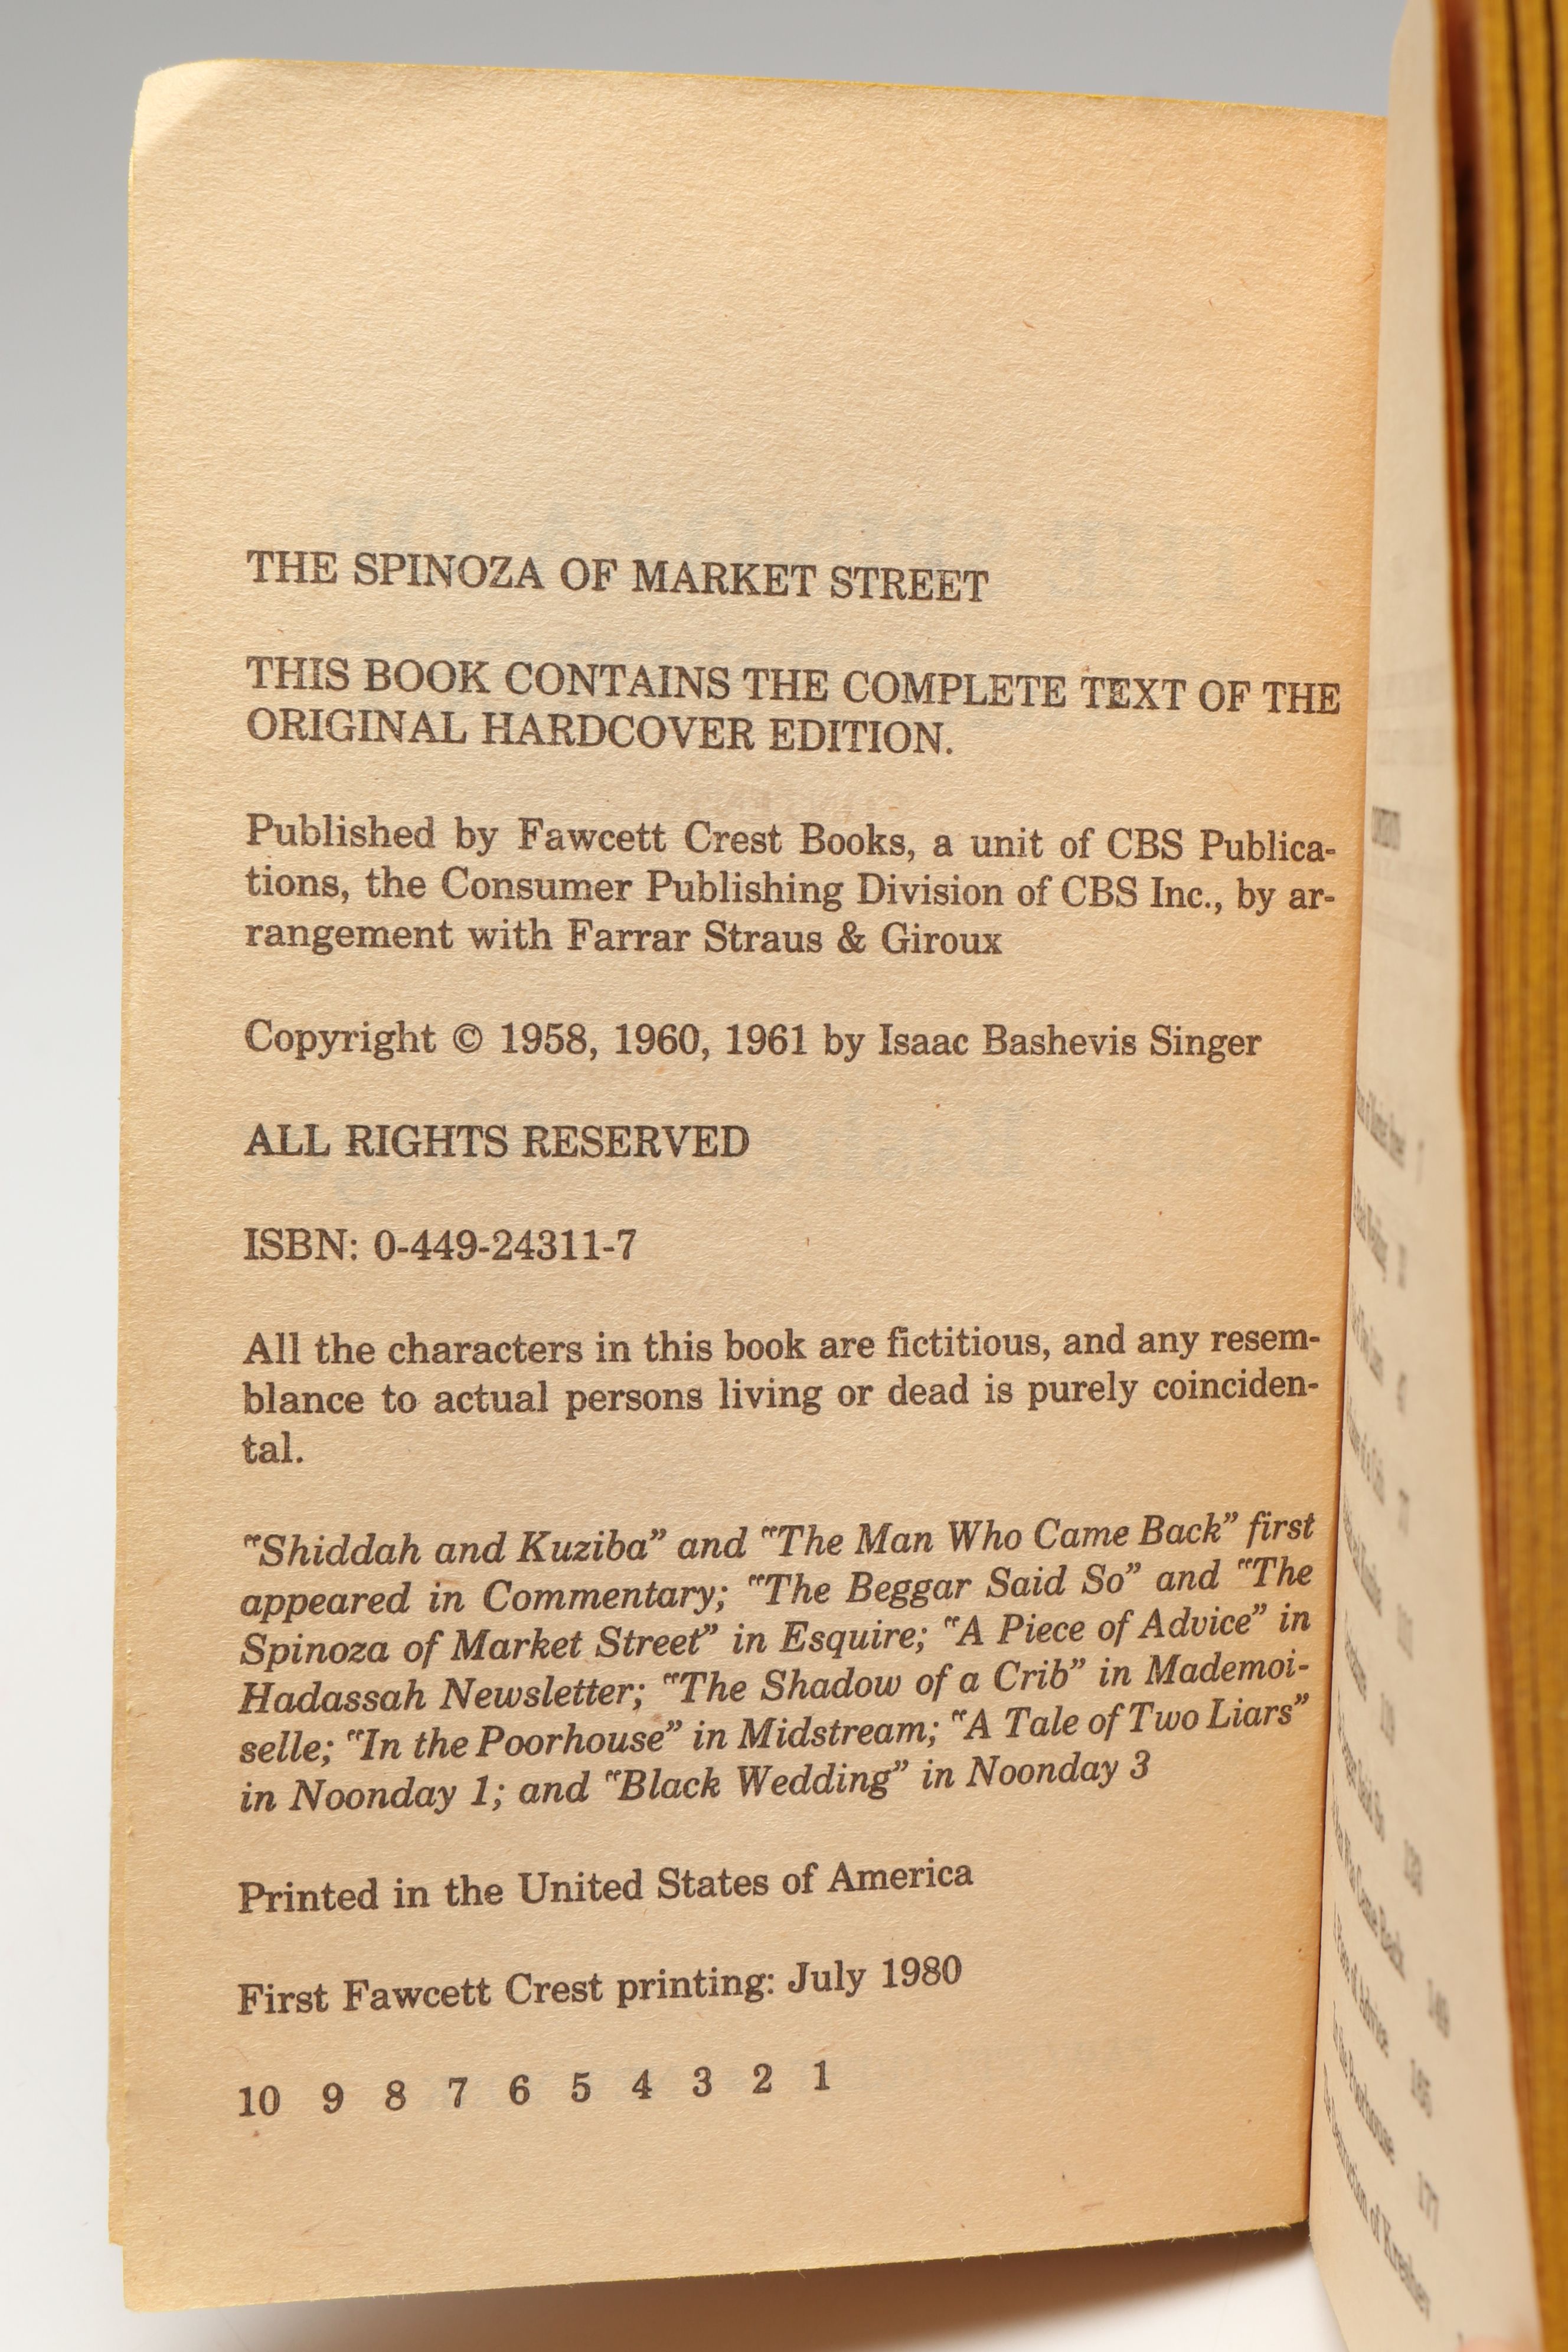 THE SPINOZA OF MARKET STREET
THIS BOOK CONTAINS THE COMPLETE TEXT OF THE
ORIGINAL HARDCOVER EDITION.
Published by Fawcett Crest Books, a unit of CBS Publica-
tions, the Consumer Publishing Division of CBS Inc., by ar-
rangement with Farrar Straus & Giroux
Copyright © 1958, 1960, 1961 by Isaac Bashevis Singer
ALL RIGHTS RESERVED
ISBN: 0-449-24311-7
All the characters in this book are fictitious, and any resem-
blance to actual persons living or dead is purely coinciden-
tal.
"Shiddah and Kuziba" and "The Man Who Came Back" first
appeared in Commentary; "The Beggar Said So" and "The
Spinoza of Market Street" in Esquire; "A Piece of Advice" in
Hadassah Newsletter; "The Shadow of a Crib" in Mademoi-
selle; "In the Poorhouse" in Midstream; "A Tale of Two Liars"
in Noonday 1; and "Black Wedding" in Noonday 3
Printed in the United States of America
First Fawcett Crest printing: July 1980
10 9 8 7 6 5 4 3 2 1
177